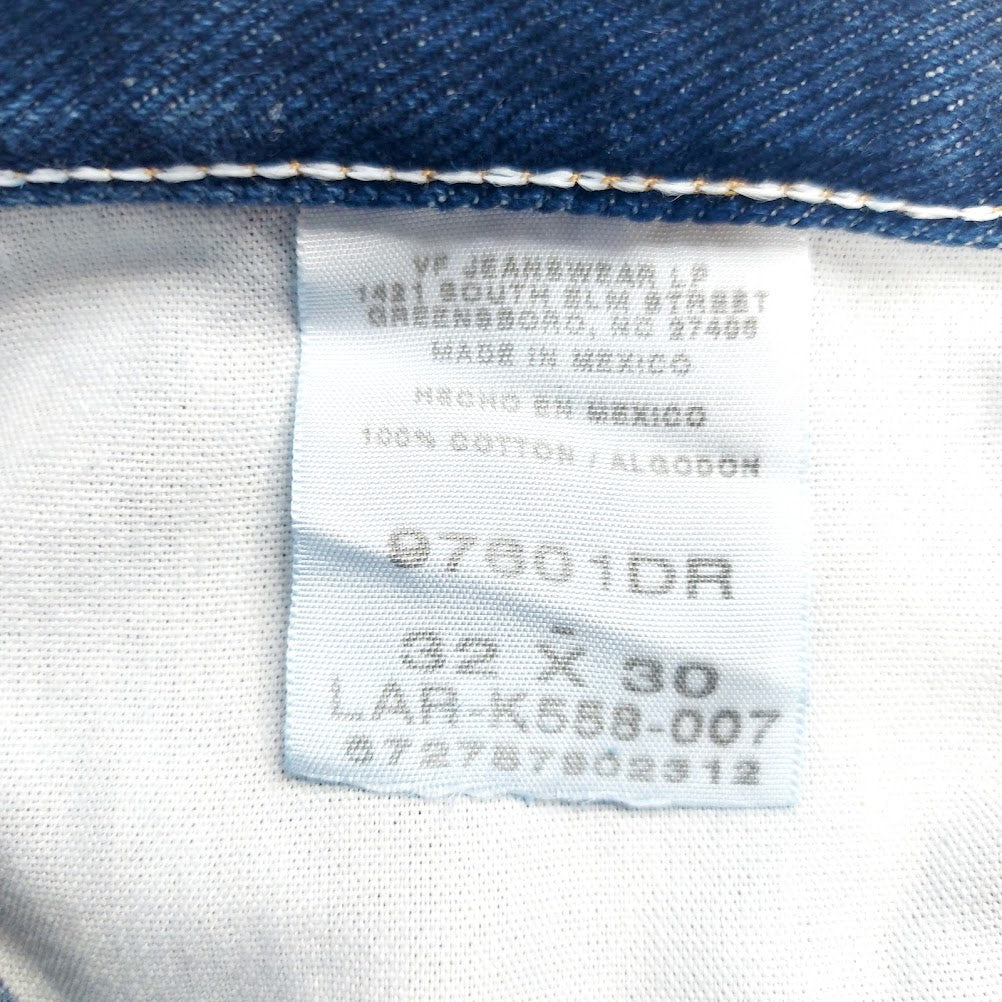 VF JEANSWEAR LP
1421 SOUTH ELM STREET
GREENSBORO, NC 27406
MADE IN MEXICO
HECHO EN MEXICO
100% COTTON / ALGODON
97601DR
32 X 30
LAR-K558-007